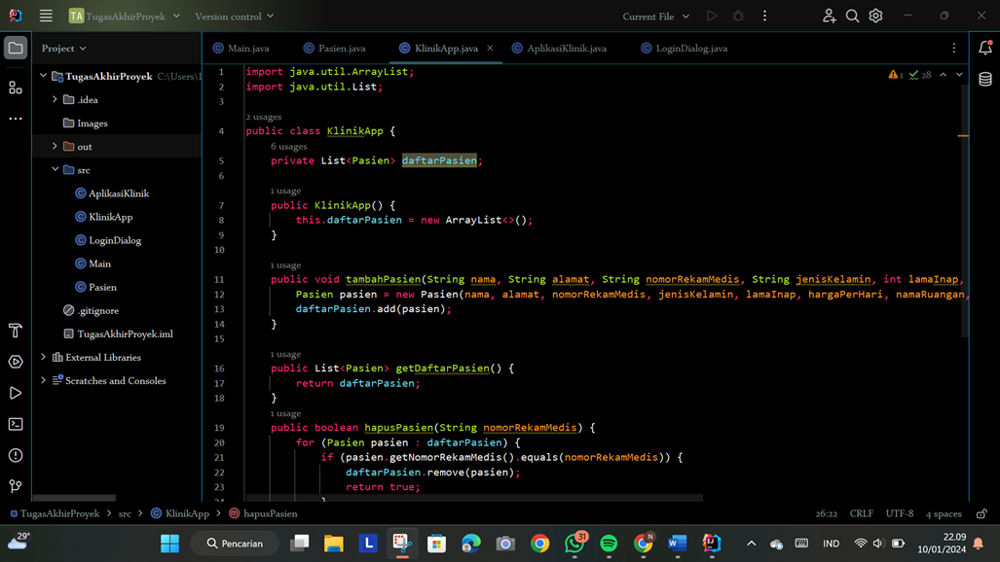 TA TugasAkhirProyek Version control Current File
Project
Main.java Pasien.java KlinikApp.java AplikasiKlinik.java LoginDialog.java
TugasAkhirProyek C:\Users\
.idea
Images
out
src
AplikasiKlinik
KlinikApp
LoginDialog
Main
Pasien
.gitignore
TugasAkhirProyek.iml
External Libraries
Scratches and Consoles
1 28
1 import java.util.ArrayList;
2 import java.util.List;
3
2 usages
4 public class KlinikApp {
6 usages
5 private List<Pasien> daftarPasien;
6
1 usage
7 public KlinikApp() {
8 this.daftarPasien = new ArrayList<>();
9 }
10
1 usage
11 public void tambahPasien(String nama, String alamat, String nomorRekamMedis, String jenisKelamin, int lamaInap,
12 Pasien pasien = new Pasien(nama, alamat, nomorRekamMedis, jenisKelamin, lamaInap, hargaPerHari, namaRuangan,
13 daftarPasien.add(pasien);
14 }
15
1 usage
16 public List<Pasien> getDaftarPasien() {
17 return daftarPasien;
18 }
1 usage
19 public boolean hapusPasien(String nomorRekamMedis) {
20 for (Pasien pasien : daftarPasien) {
21 if (pasien.getNomorRekamMedis().equals(nomorRekamMedis)) {
22 daftarPasien.remove(pasien);
23 return true;
TugasAkhirProyek src KlinikApp hapusPasien 26:22 CRLF UTF-8 4 spaces
29° Pencarian L 31 N IND 22.09
10/01/2024